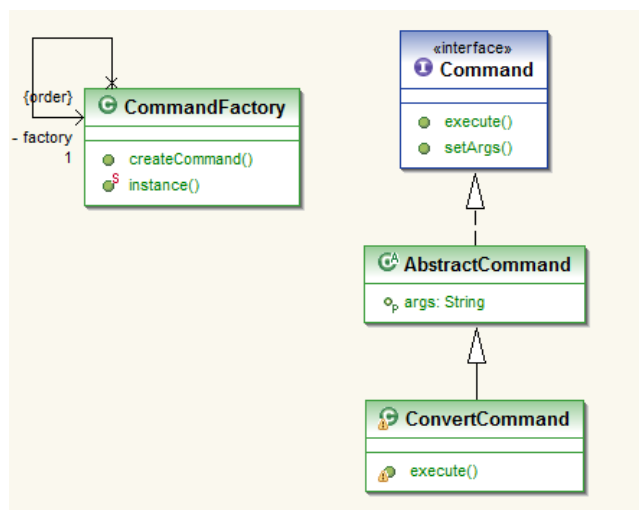 {order}
- factory
1
C CommandFactory
createCommand()
S instance()
«interface»
I Command
execute()
setArgs()
C A AbstractCommand
P args: String
C ConvertCommand
execute()